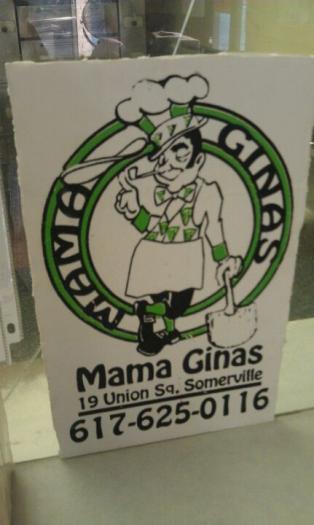 MAMA GINAS
Mama Ginas
19 Union Sq. Somerville
617-625-0116